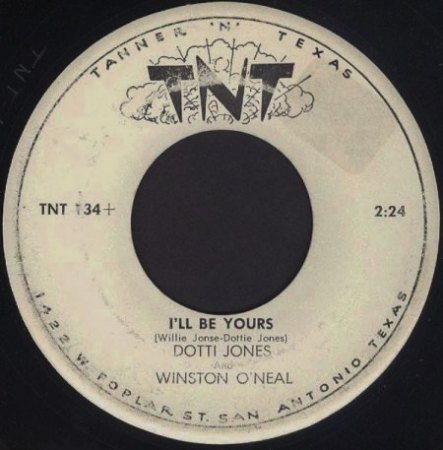 TANNER 'N' TEXAS
TNT
TNT 134+
2:24
I'LL BE YOURS
(Willie Jonse-Dottie Jones)
DOTTI JONES
AND
WINSTON O'NEAL
1422 W. POPLAR ST. SAN ANTONIO TEXAS
TNT